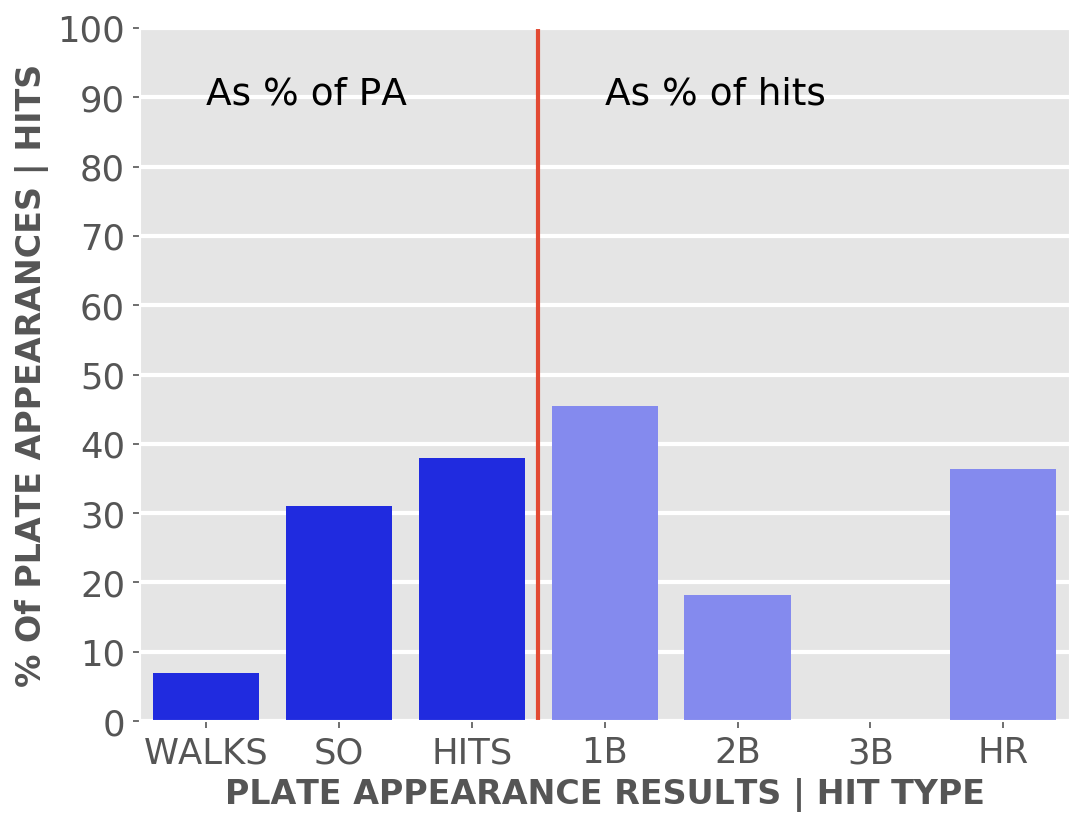 100
90
80
70
60
50
40
30
20
10
0
% Of PLATE APPEARANCES | HITS
As % of PA
As % of hits
WALKS SO HITS 1B 2B 3B HR
PLATE APPEARANCE RESULTS | HIT TYPE